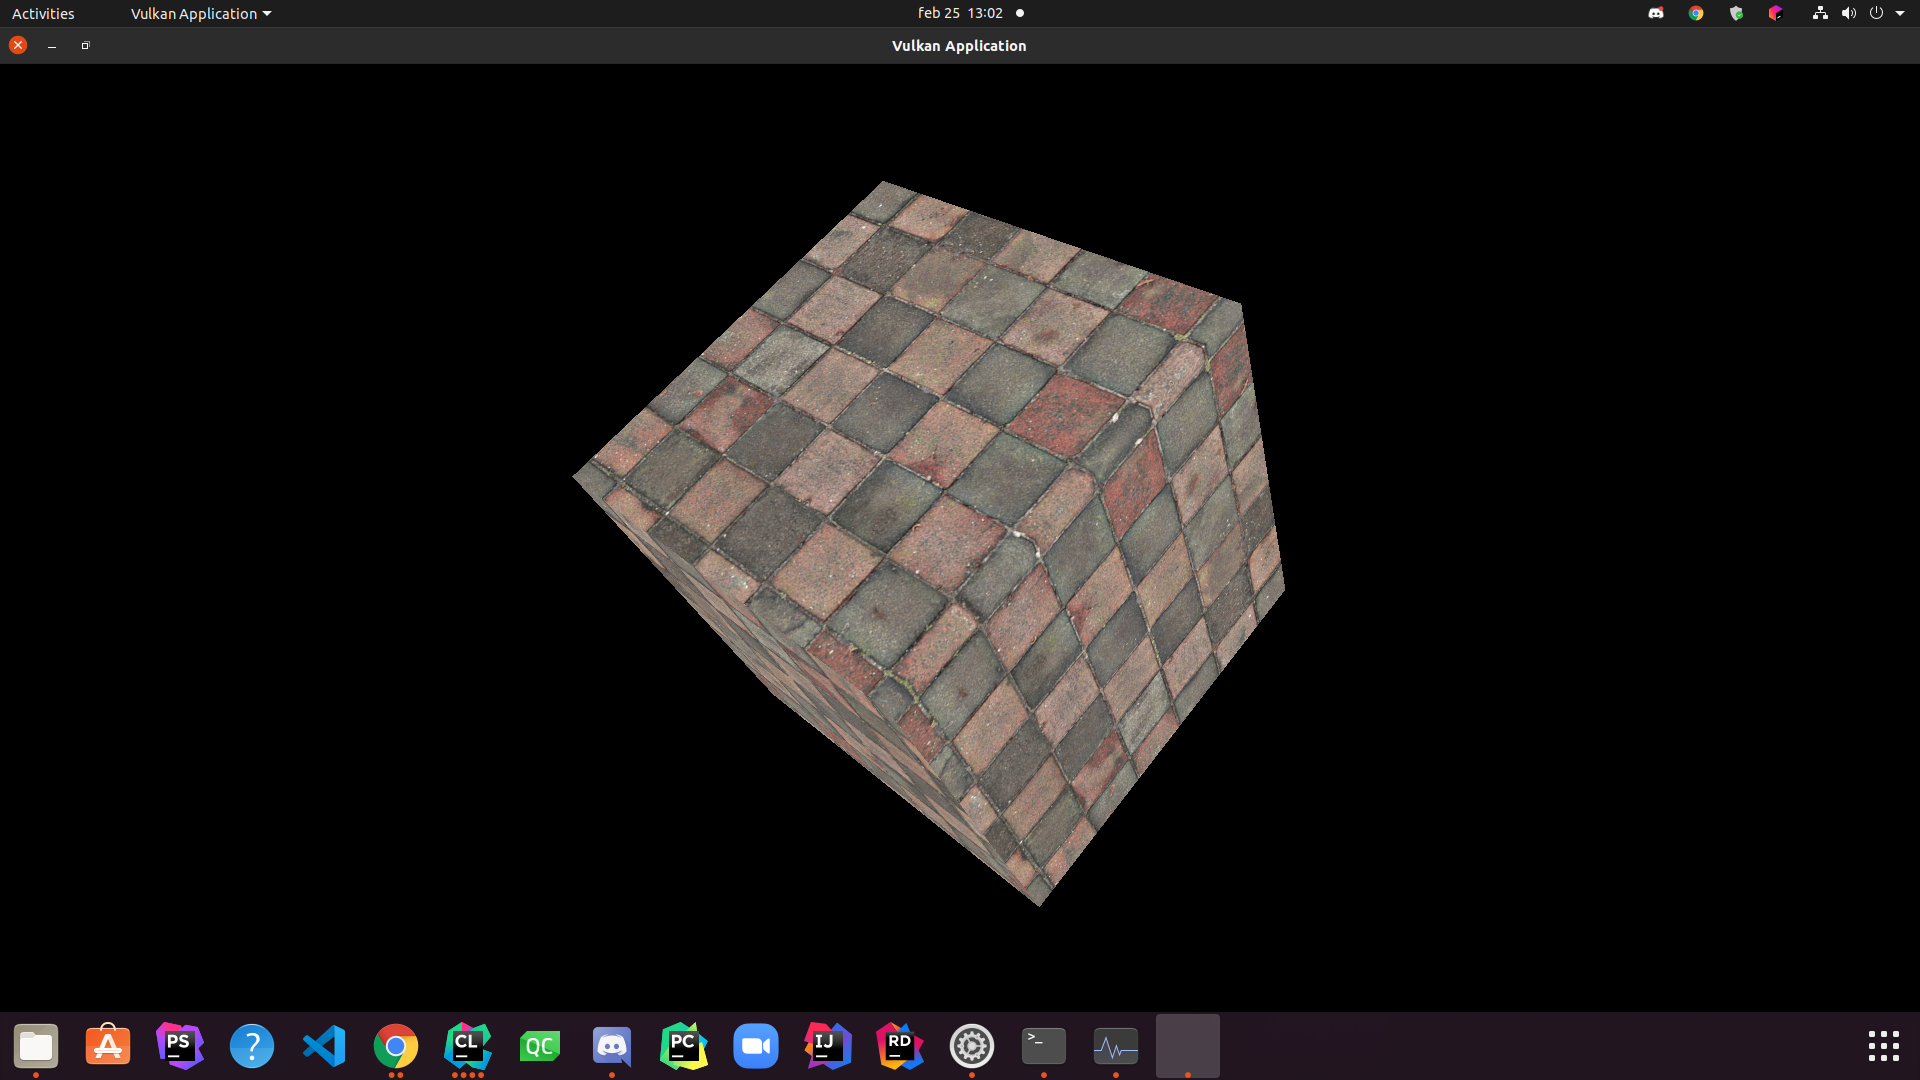 Activities
Vulkan Application
feb 25 13:02
Vulkan Application
PS
?
CL
QC
PC
IJ
RD
>_